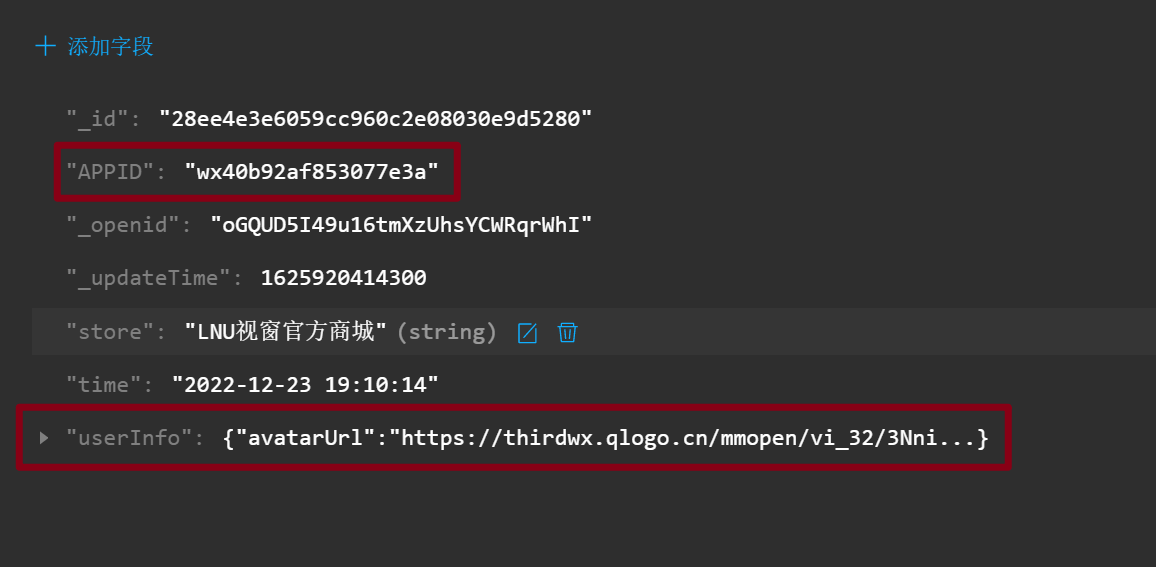 添加字段
"_id": "28ee4e3e6059cc960c2e08030e9d5280"
"APPID": "wx40b92af853077e3a"
"_openid": "oGQUD5I49u16tmXzUhsYCWRqrWhI"
"_updateTime": 1625920414300
"store": "LNU视窗官方商城" (string)
"time": "2022-12-23 19:10:14"
"userInfo": {"avatarUrl":"https://thirdwx.qlogo.cn/mmopen/vi_32/3Nni...}